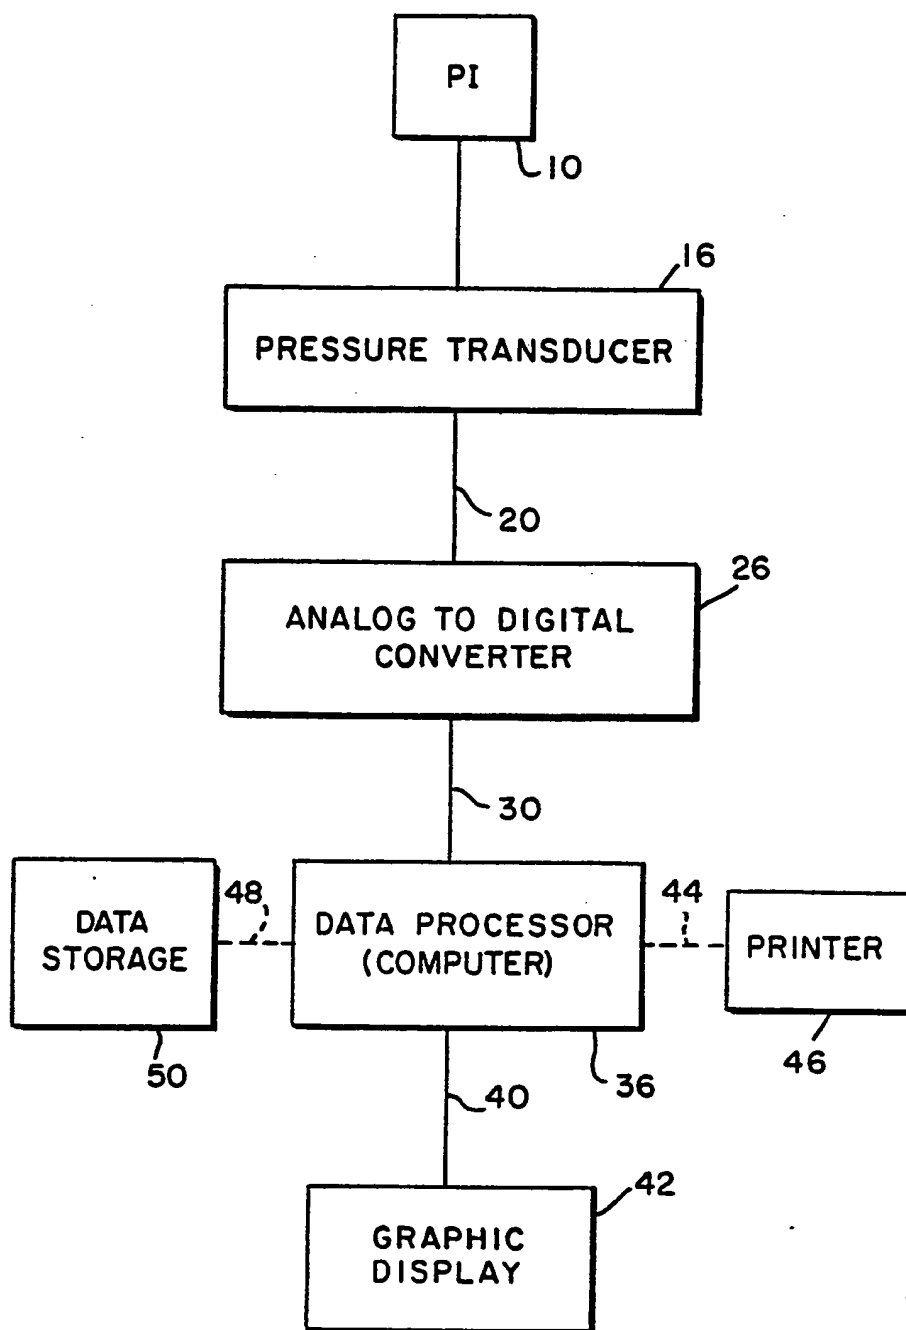 PI
10
16
PRESSURE TRANSDUCER
20
26
ANALOG TO DIGITAL
CONVERTER
30
48
44
DATA
STORAGE
DATA PROCESSOR
(COMPUTER)
PRINTER
50
36
46
40
42
GRAPHIC
DISPLAY